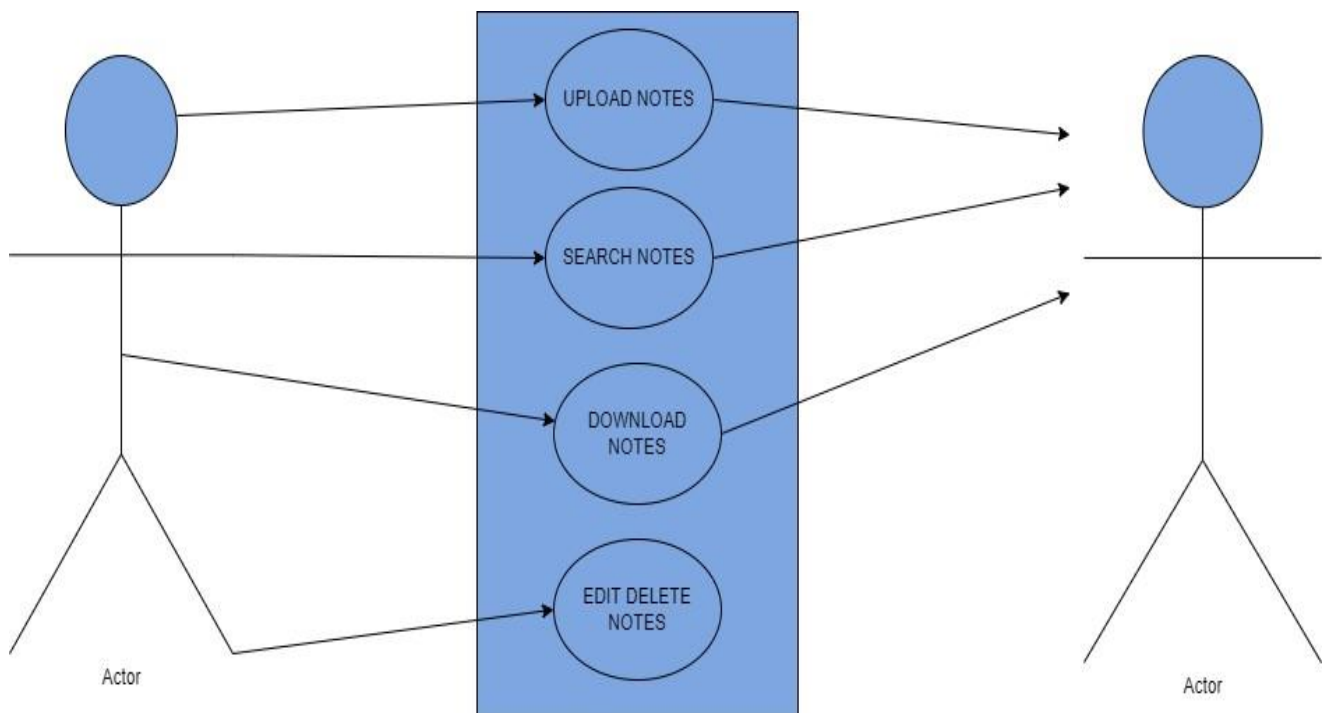 UPLOAD NOTES
SEARCH NOTES
DOWNLOAD
NOTES
EDIT DELETE
NOTES
Actor
Actor